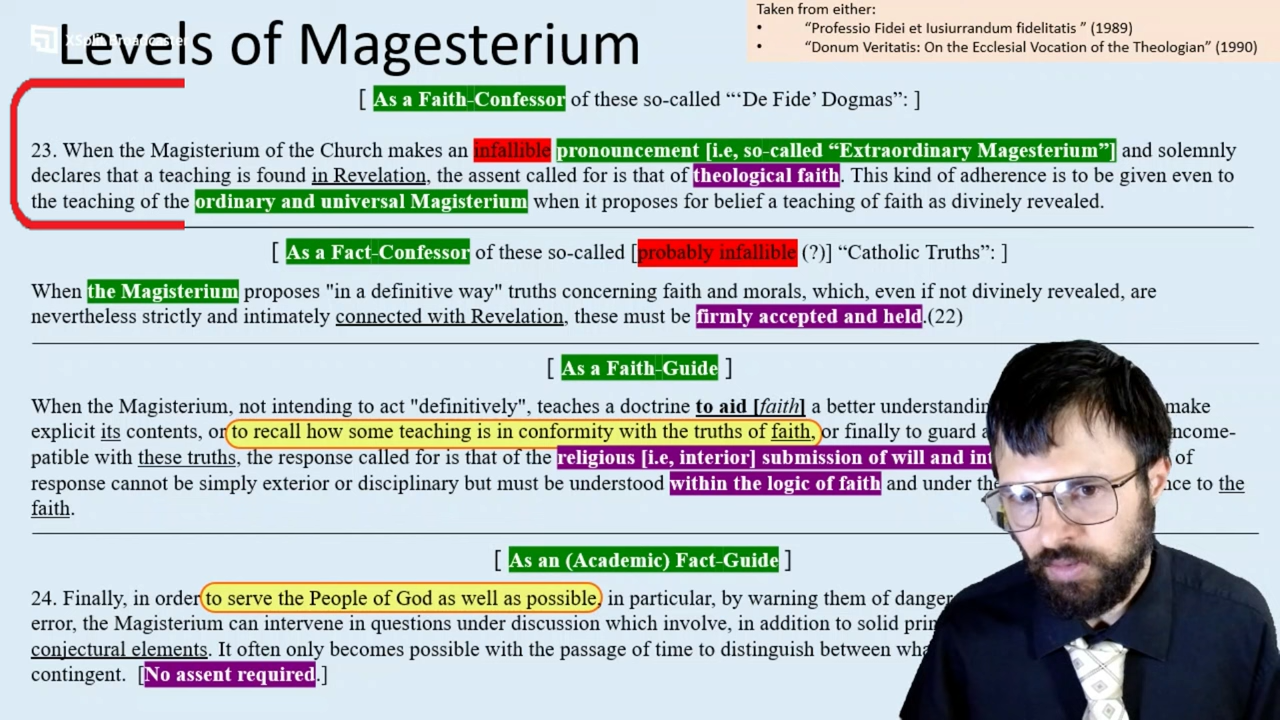 Taken from either:
• "Professio Fidei et Iusiurrandum fidelitatis " (1989)
• "Donum Veritatis: On the Ecclesial Vocation of the Theologian" (1990)
XSplit Broadcaster
Levels of Magesterium
[ As a Faith-Confessor of these so-called "‘De Fide’ Dogmas": ]
23. When the Magisterium of the Church makes an infallible pronouncement [i.e, so-called "Extraordinary Magesterium"] and solemnly
declares that a teaching is found in Revelation, the assent called for is that of theological faith. This kind of adherence is to be given even to
the teaching of the ordinary and universal Magisterium when it proposes for belief a teaching of faith as divinely revealed.
[ As a Fact-Confessor of these so-called [probably infallible (?)] "Catholic Truths": ]
When the Magisterium proposes "in a definitive way" truths concerning faith and morals, which, even if not divinely revealed, are
nevertheless strictly and intimately connected with Revelation, these must be firmly accepted and held.(22)
[ As a Faith-Guide ]
When the Magisterium, not intending to act "definitively", teaches a doctrine to aid [faith] a better make
explicit its contents, or to recall how some teaching is in conformity with the truths of faith, or finally to guard income-
patible with these truths, the response called for is that of the religious [i.e, interior] submission of will and of
response cannot be simply exterior or disciplinary but must be understood within the logic of faith and under to the
faith.
[ As an (Academic) Fact-Guide ]
24. Finally, in order to serve the People of God as well as possible, in particular, by warning them of
error, the Magisterium can intervene in questions under discussion which involve, in addition to solid
conjectural elements. It often only becomes possible with the passage of time to distinguish between
contingent. [No assent required.]